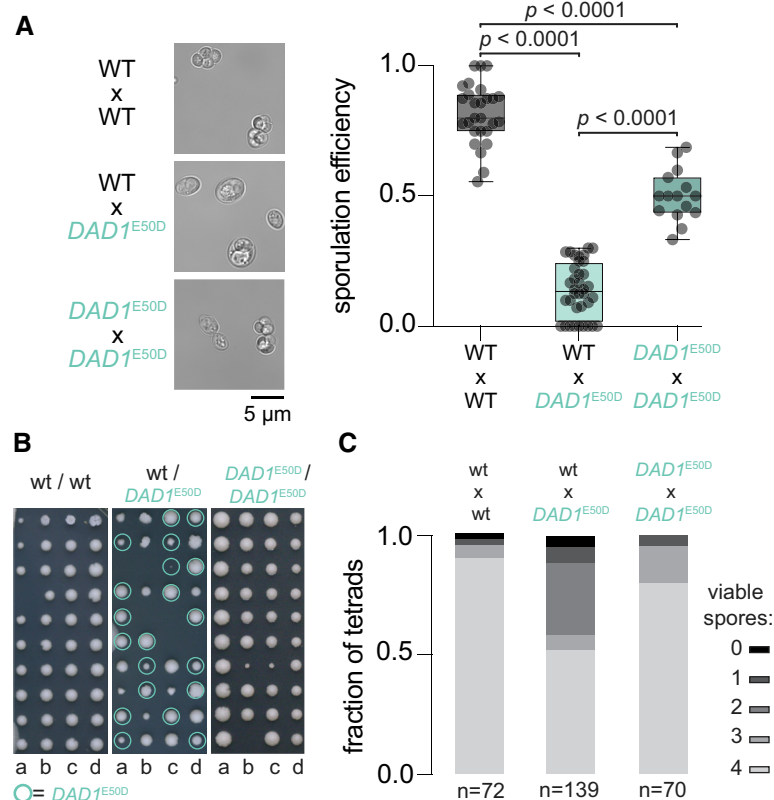 A
WT
x
WT
WT
x
DAD1E50D
DAD1E50D
x
DAD1E50D
5 µm
p < 0.0001
p < 0.0001
p < 0.0001
sporulation efficiency
1.0
0.5
0.0
WT
x
WT
WT
x
DAD1E50D
DAD1E50D
x
DAD1E50D
B
wt / wt
wt /
DAD1E50D
DAD1E50D/
DAD1E50D
a b c d
a b c d
a b c d
= DAD1E50D
C
wt
x
wt
wt
x
DAD1E50D
DAD1E50D
x
DAD1E50D
fraction of tetrads
1.0
0.5
0.0
n=72
n=139
n=70
viable
spores:
0
1
2
3
4